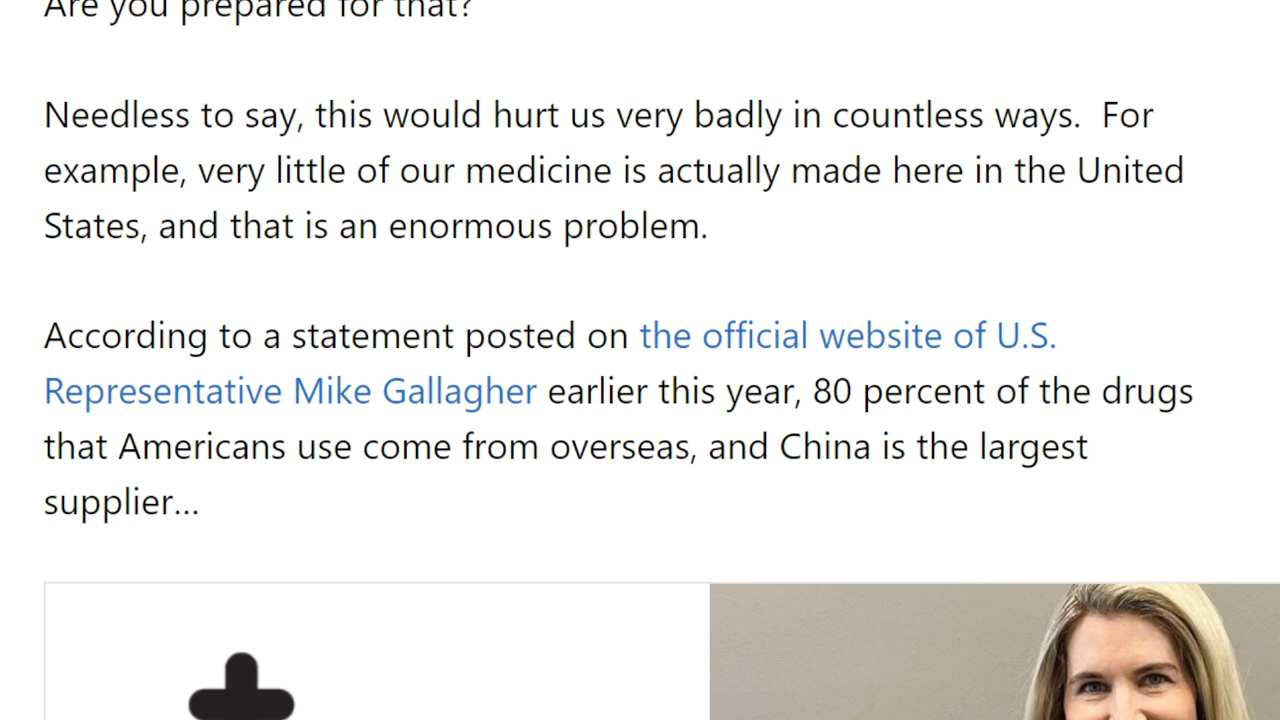 Are you prepared for that?
Needless to say, this would hurt us very badly in countless ways.  For
example, very little of our medicine is actually made here in the United
States, and that is an enormous problem.
According to a statement posted on the official website of U.S.
Representative Mike Gallagher earlier this year, 80 percent of the drugs
that Americans use come from overseas, and China is the largest
supplier…